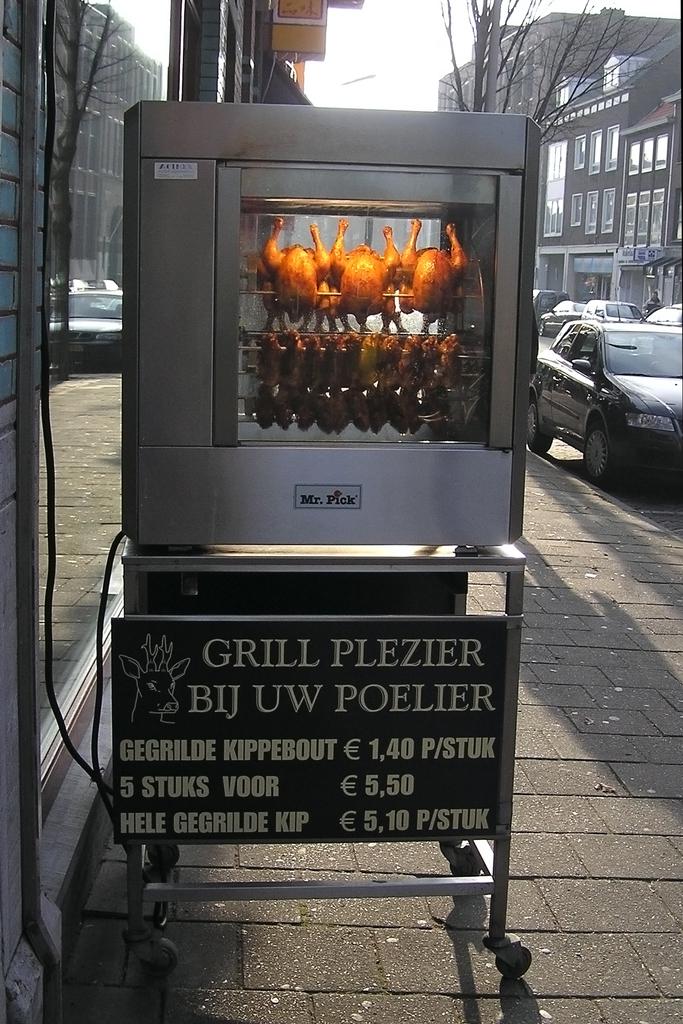 Mr. Pick
GRILL PLEZIER
BIJ UW POELIER
GEGRILDE KIPPEBOUT € 1,40 P/STUK
5 STUKS VOOR € 5,50
HELE GEGRILDE KIP € 5,10 P/STUK